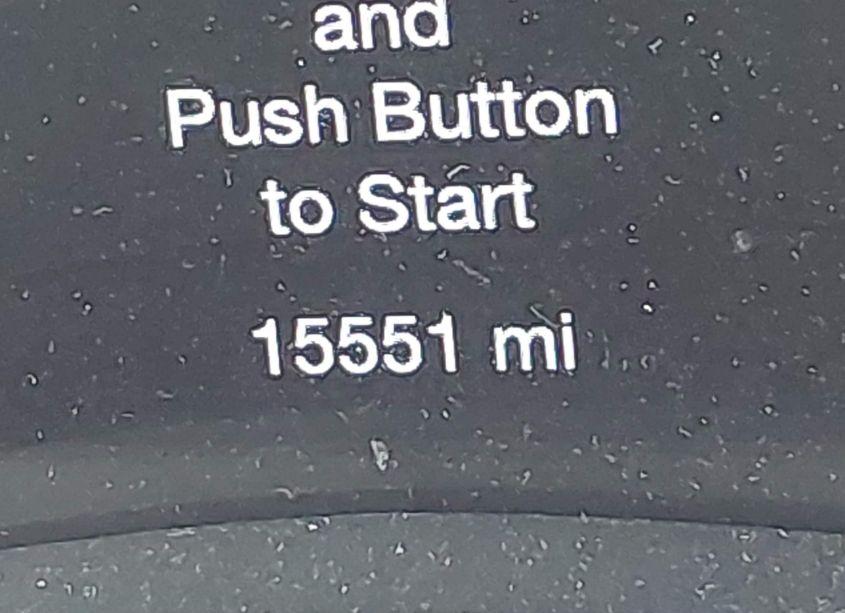 and
Push Button
to Start
15551 mi